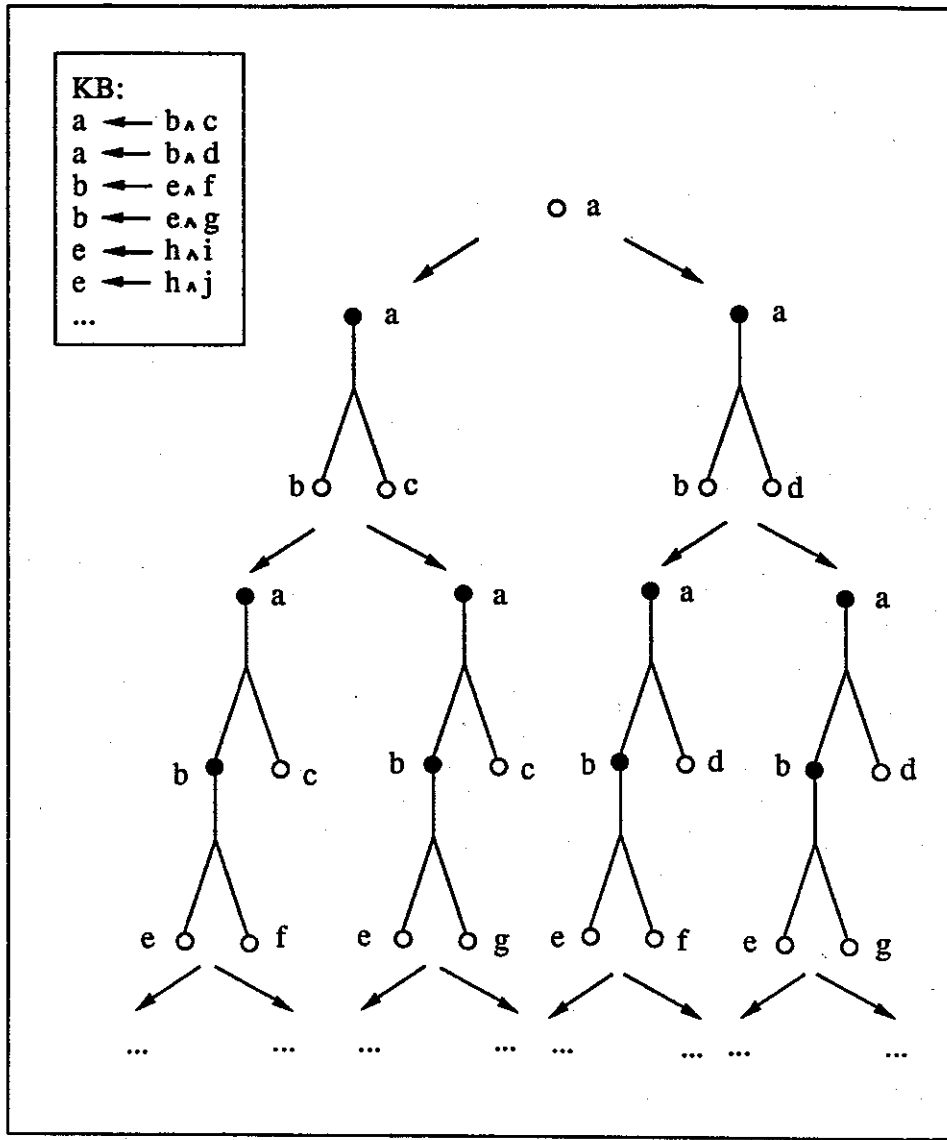 KB:
a ← b ∧ c
a ← b ∧ d
b ← e ∧ f
b ← e ∧ g
e ← h ∧ i
e ← h ∧ j
...
a
a a
b c b d
a a a a
b c b c b d b d
e f e g e f e g
... ... ... ... ... ... ... ...